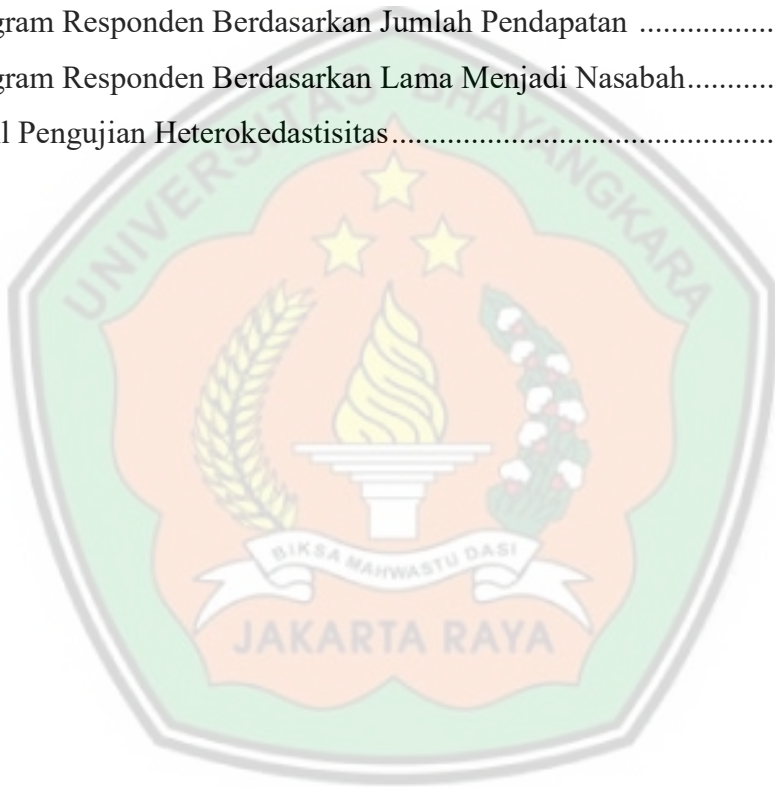 gram Responden Berdasarkan Jumlah Pendapatan .................
gram Responden Berdasarkan Lama Menjadi Nasabah...........
l Pengujian Heterokedastisitas...............................................
UNIVERSITAS BHAYANGKARA
BIKSA MAHWASTU DASI
JAKARTA RAYA